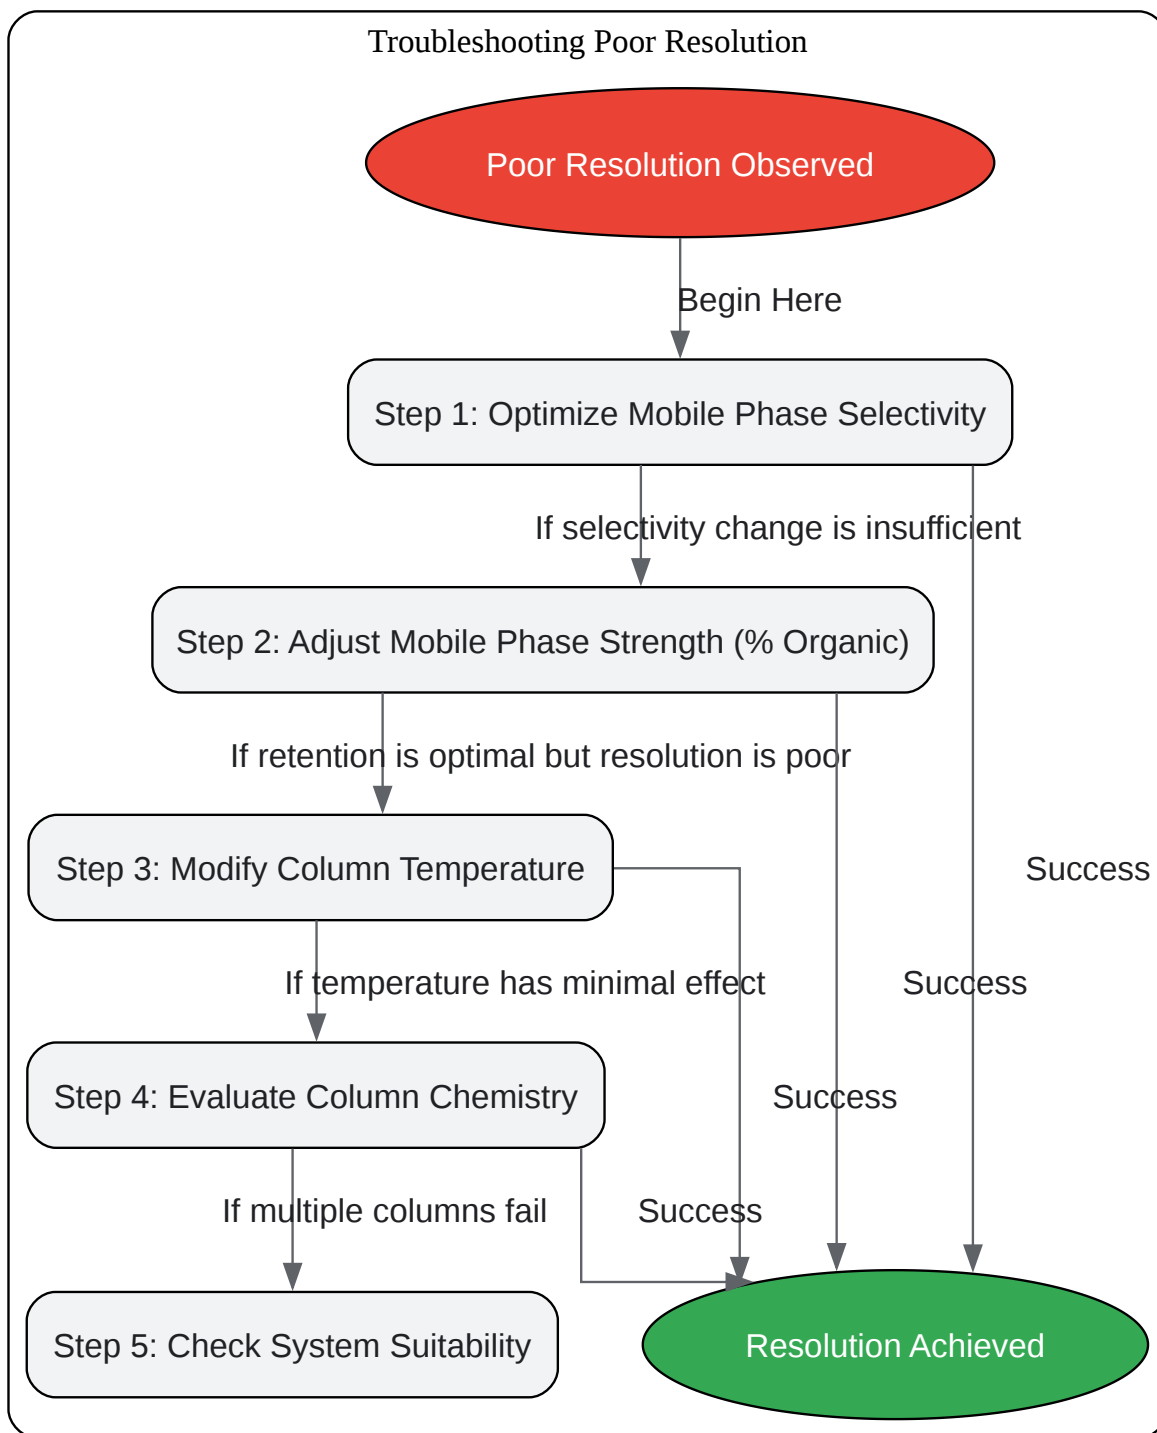 Troubleshooting Poor Resolution
Poor Resolution Observed
Begin Here
Step 1: Optimize Mobile Phase Selectivity
If selectivity change is insufficient
Step 2: Adjust Mobile Phase Strength (% Organic)
If retention is optimal but resolution is poor
Step 3: Modify Column Temperature
Success
If temperature has minimal effect
Success
Step 4: Evaluate Column Chemistry
Success
If multiple columns fail
Success
Step 5: Check System Suitability
Resolution Achieved